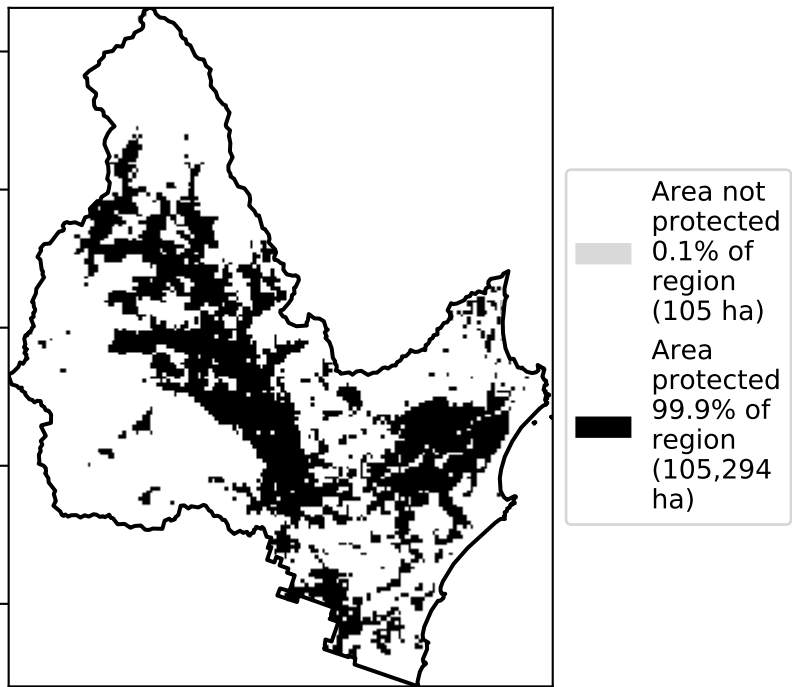 Area not
protected
0.1% of
region
(105 ha)
Area
protected
99.9% of
region
(105,294
ha)